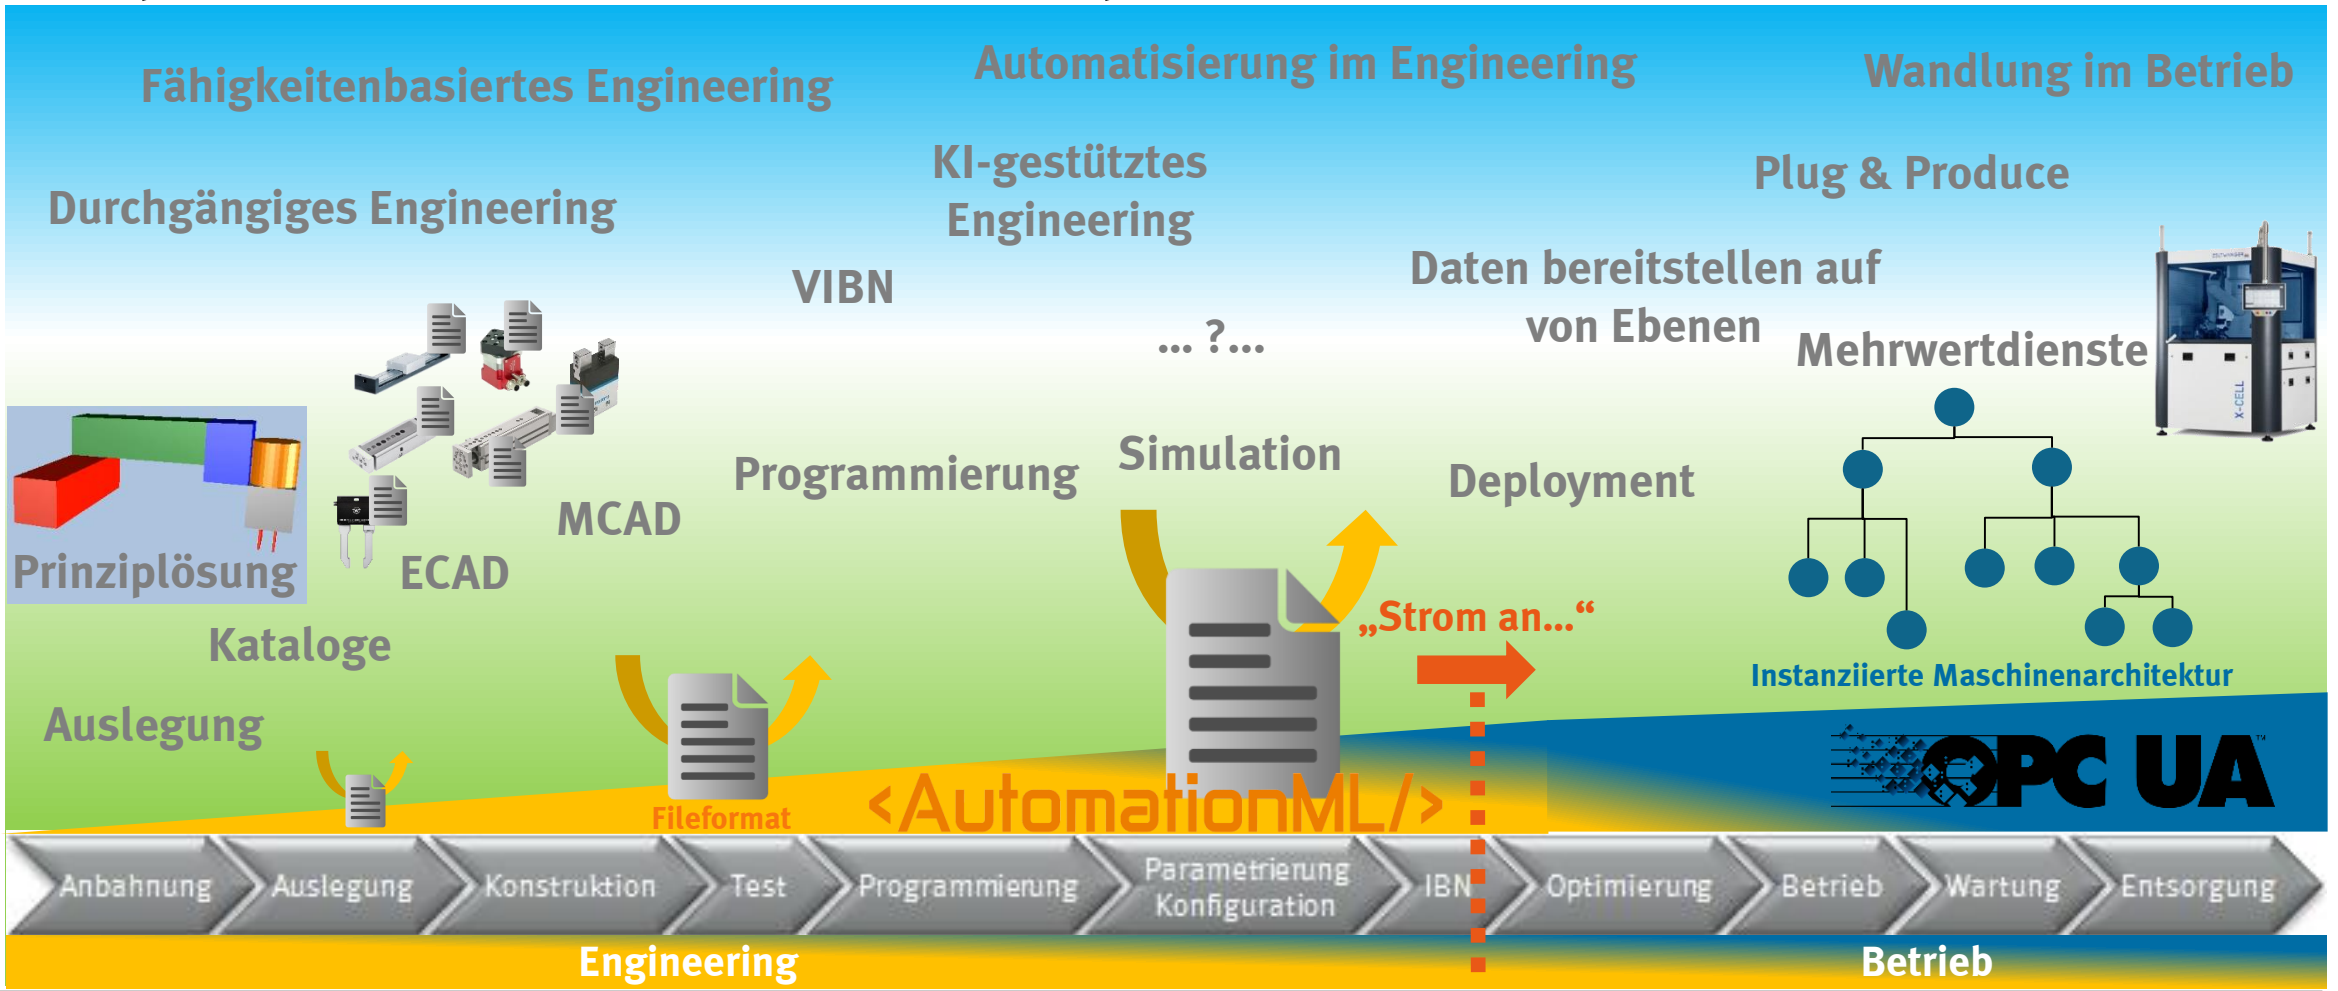 Fähigkeitenbasiertes Engineering
Automatisierung im Engineering
Wandlung im Betrieb
KI-gestütztes
Engineering
Plug & Produce
Durchgängiges Engineering
VIBN
Daten bereitstellen auf
von Ebenen
... ?...
Mehrwertdienste
X-CELL
Simulation
Programmierung
Deployment
MCAD
ECAD
Prinziplösung
Kataloge
„Strom an...“
Instanziierte Maschinenarchitektur
Auslegung
Fileformat
<AutomationML/>
OPC UA™
Anbahnung
Auslegung
Konstruktion
Test
Programmierung
Parametrierung
Konfiguration
IBN
Optimierung
Betrieb
Wartung
Entsorgung
Engineering
Betrieb